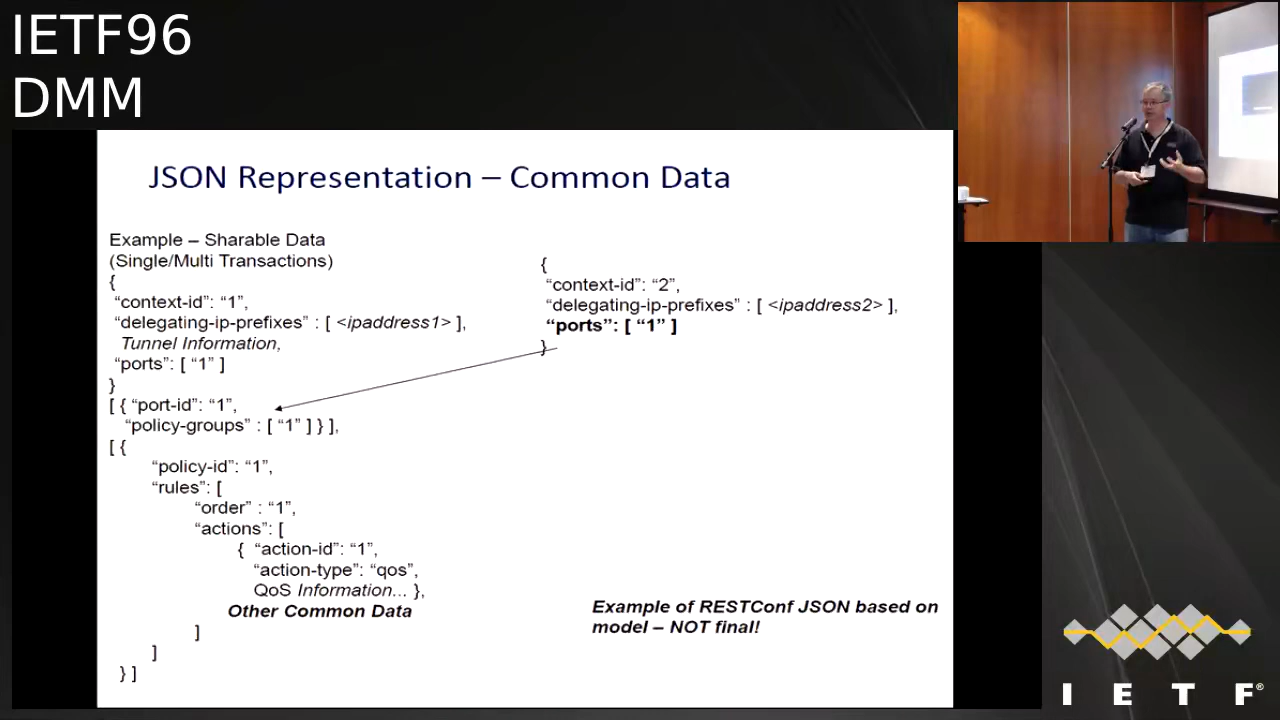 IETF96
DMM
JSON Representation – Common Data
Example – Sharable Data
(Single/Multi Transactions)
{
“context-id”: “1”,
“delegating-ip-prefixes” : [ <ipaddress1> ],
Tunnel Information,
“ports”: [ “1” ]
}
[ { “port-id”: “1”,
“policy-groups” : [ “1” ] } ],
[ {
“policy-id”: “1”,
“rules”: [
“order” : “1”,
“actions”: [
{ “action-id”: “1”,
“action-type”: “qos”,
QoS Information... },
Other Common Data
]
]
} ]
{
“context-id”: “2”,
“delegating-ip-prefixes” : [ <ipaddress2> ],
“ports”: [ “1” ]
}
Example of RESTConf JSON based on
model – NOT final!
I E T F®